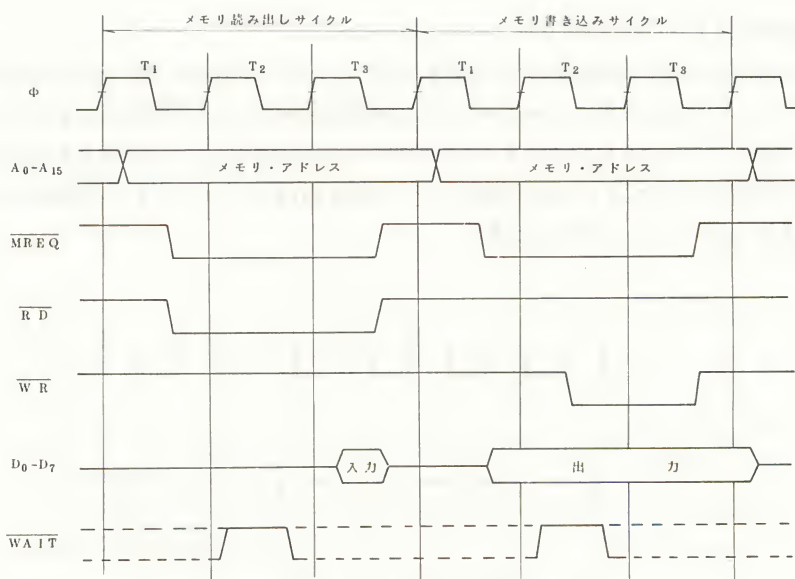 メモリ読み出しサイクル メモリ書き込みサイクル
T1 T2 T3 T1 T2 T3
Φ
A0-A15 メモリ・アドレス メモリ・アドレス
MREQ
RD
WR
D0-D7 入力 出力
WAIT